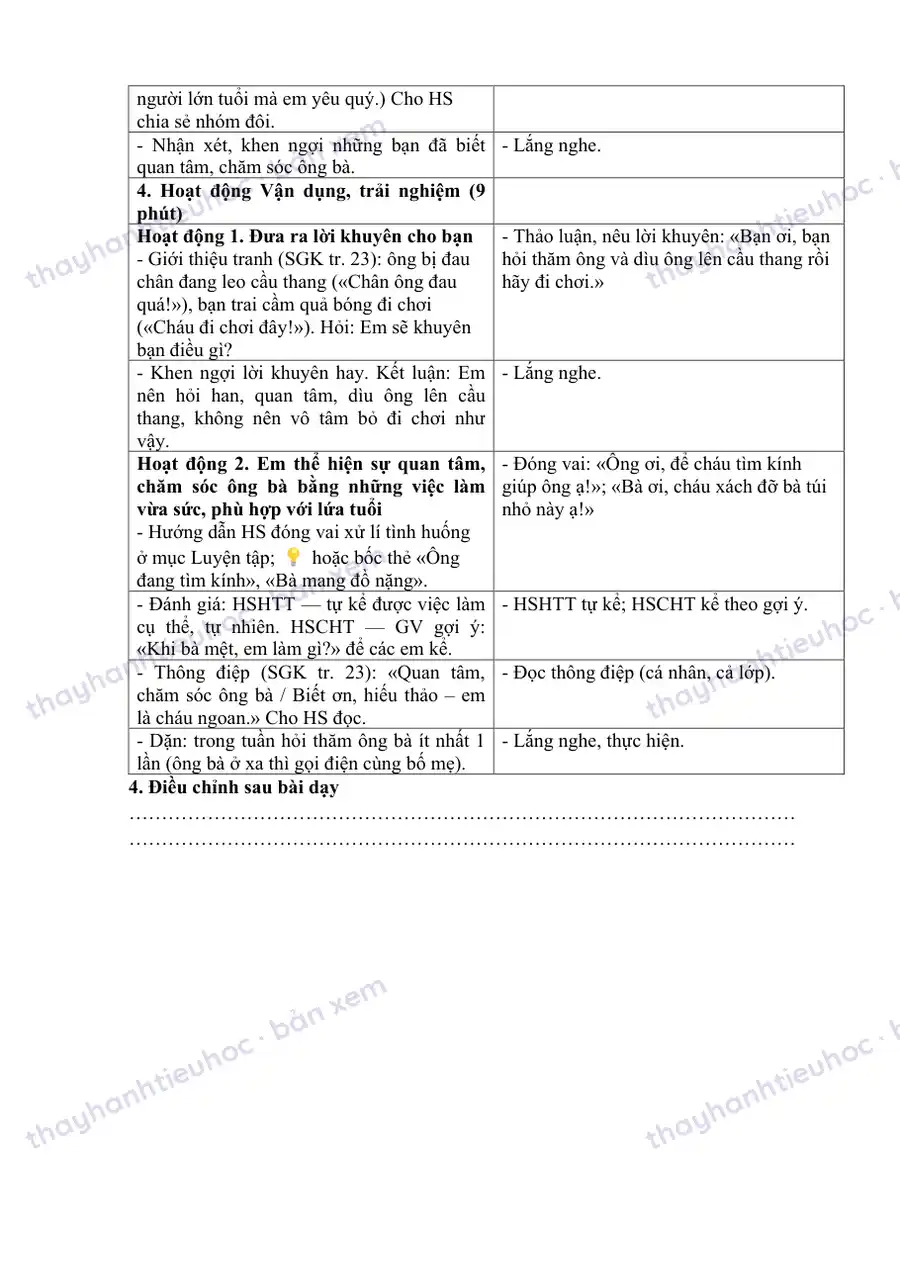 người lớn tuổi mà em yêu quý.) Cho HS
chia sẻ nhóm đôi.
- Nhận xét, khen ngợi những bạn đã biết
quan tâm, chăm sóc ông bà.
- Lắng nghe.
4. Hoạt động Vận dụng, trải nghiệm (9
phút)
Hoạt động 1. Đưa ra lời khuyên cho bạn
- Giới thiệu tranh (SGK tr. 23): ông bị đau
chân đang leo cầu thang («Chân ông đau
quá!»), bạn trai cầm quả bóng đi chơi
(«Cháu đi chơi đây!»). Hỏi: Em sẽ khuyên
bạn điều gì?
- Thảo luận, nêu lời khuyên: «Bạn ơi, bạn
hỏi thăm ông và dìu ông lên cầu thang rồi
hãy đi chơi.»
- Khen ngợi lời khuyên hay. Kết luận: Em
nên hỏi han, quan tâm, dìu ông lên cầu
thang, không nên vô tâm bỏ đi chơi như
vậy.
- Lắng nghe.
Hoạt động 2. Em thể hiện sự quan tâm,
chăm sóc ông bà bằng những việc làm
vừa sức, phù hợp với lứa tuổi
- Hướng dẫn HS đóng vai xử lí tình huống
ở mục Luyện tập; 💡 hoặc bốc thẻ «Ông
đang tìm kính», «Bà mang đồ nặng».
- Đóng vai: «Ông ơi, để cháu tìm kính
giúp ông ạ!»; «Bà ơi, cháu xách đỡ bà túi
nhỏ này ạ!»
- Đánh giá: HSHTT — tự kể được việc làm
cụ thể, tự nhiên. HSCHT — GV gợi ý:
«Khi bà mệt, em làm gì?» để các em kể.
- HSHTT tự kể; HSCHT kể theo gợi ý.
- Thông điệp (SGK tr. 23): «Quan tâm,
chăm sóc ông bà / Biết ơn, hiếu thảo – em
là cháu ngoan.» Cho HS đọc.
- Đọc thông điệp (cá nhân, cả lớp).
- Dặn: trong tuần hỏi thăm ông bà ít nhất 1
lần (ông bà ở xa thì gọi điện cùng bố mẹ).
- Lắng nghe, thực hiện.
4. Điều chỉnh sau bài dạy
……………………………………………………………………………………
……………………………………………………………………………………
thayhanhtieuhoc · bản xem
thayhanhtieuhoc · b
thayhanhtieuhoc · bản xem
thayhanhtieuhoc · b
thayhanhtieuhoc · bản xem
thayhanhtieuhoc · b